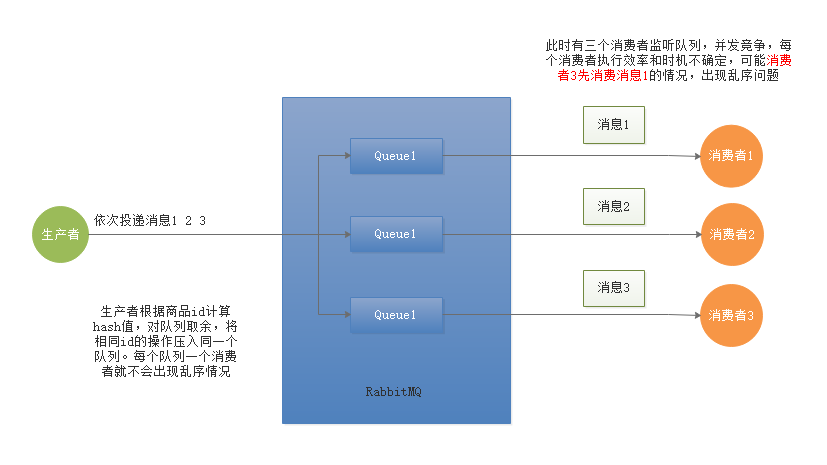 此时有三个消费者监听队列，并发竞争，每
个消费者执行效率和时机不确定，可能消费
者3先消费消息1的情况，出现乱序问题
消息1
Queue1
消费者1
依次投递消息1 2 3
消息2
生产者
Queue1
消费者2
消息3
生产者根据商品id计算
hash值，对队列取余，将
相同id的操作压入同一个
队列。每个队列一个消费
者就不会出现乱序情况
Queue1
消费者3
RabbitMQ